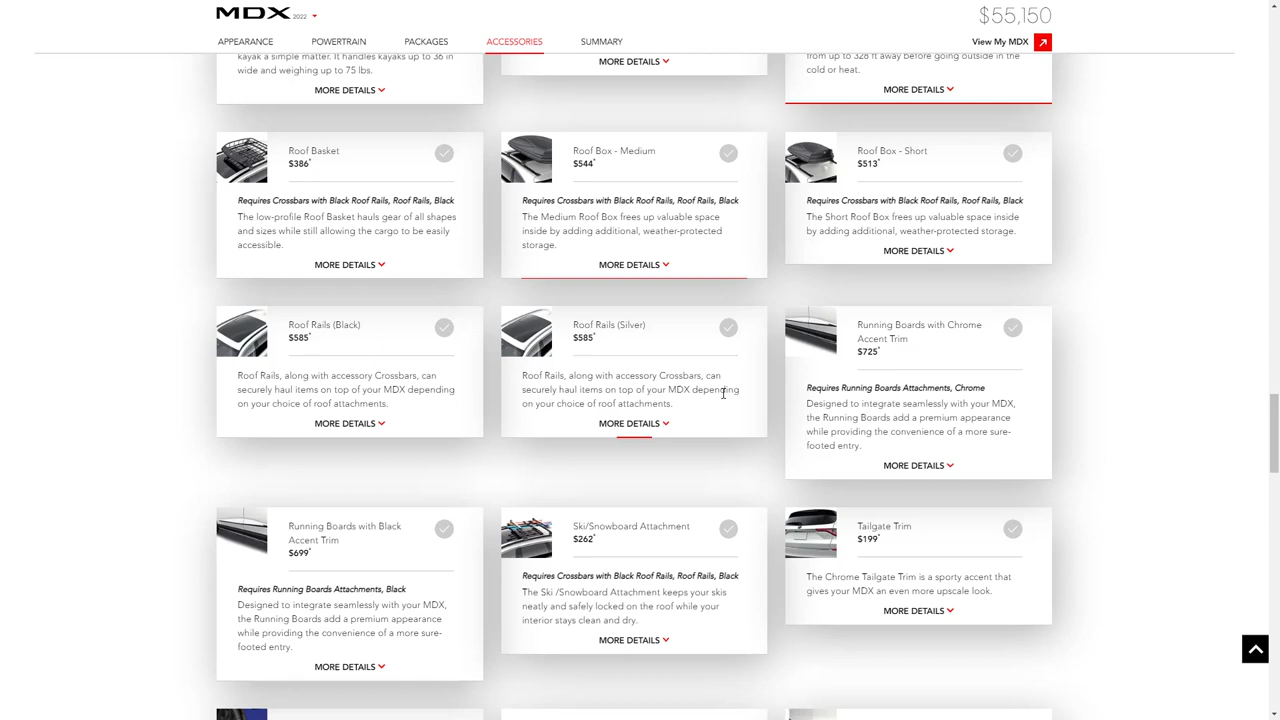 MDX 2022
$55,150
APPEARANCE POWERTRAIN PACKAGES ACCESSORIES SUMMARY
View My MDX
kayak a simple matter. It handles kayaks up to 36 in
wide and weighing up to 75 lbs.
MORE DETAILS
MORE DETAILS
from up to 328 ft away before going outside in the
cold or heat.
MORE DETAILS
Roof Basket
$386*
Requires Crossbars with Black Roof Rails, Roof Rails, Black
The low-profile Roof Basket hauls gear of all shapes
and sizes while still allowing the cargo to be easily
accessible.
MORE DETAILS
Roof Box - Medium
$544*
Requires Crossbars with Black Roof Rails, Roof Rails, Black
The Medium Roof Box frees up valuable space
inside by adding additional, weather-protected
storage.
MORE DETAILS
Roof Box - Short
$513*
Requires Crossbars with Black Roof Rails, Roof Rails, Black
The Short Roof Box frees up valuable space inside
by adding additional, weather-protected storage.
MORE DETAILS
Roof Rails (Black)
$585*
Roof Rails, along with accessory Crossbars, can
securely haul items on top of your MDX depending
on your choice of roof attachments.
MORE DETAILS
Roof Rails (Silver)
$585*
Roof Rails, along with accessory Crossbars, can
securely haul items on top of your MDX depending
on your choice of roof attachments.
MORE DETAILS
Running Boards with Chrome
Accent Trim
$725*
Requires Running Boards Attachments, Chrome
Designed to integrate seamlessly with your MDX,
the Running Boards add a premium appearance
while providing the convenience of a more sure-
footed entry.
MORE DETAILS
Running Boards with Black
Accent Trim
$699*
Requires Running Boards Attachments, Black
Designed to integrate seamlessly with your MDX,
the Running Boards add a premium appearance
while providing the convenience of a more sure-
footed entry.
MORE DETAILS
Ski/Snowboard Attachment
$262*
Requires Crossbars with Black Roof Rails, Roof Rails, Black
The Ski /Snowboard Attachment keeps your skis
neatly and safely locked on the roof while your
interior stays clean and dry.
MORE DETAILS
Tailgate Trim
$199*
The Chrome Tailgate Trim is a sporty accent that
gives your MDX an even more upscale look.
MORE DETAILS